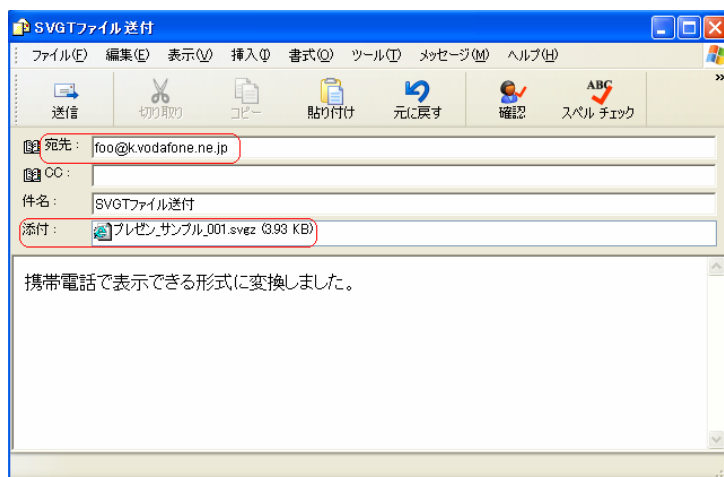 SVGTファイル送付
ファイル(F) 編集(E) 表示(V) 挿入(I) 書式(O) ツール(T) メッセージ(M) ヘルプ(H)
送信 切り取り コピー 貼り付け 元に戻す 確認 ABC スペル チェック »
宛先: foo@k.vodafone.ne.jp
CC:
件名: SVGTファイル送付
添付: プレゼン_サンプル_001.svgz (3.93 KB)
携帯電話で表示できる形式に変換しました。